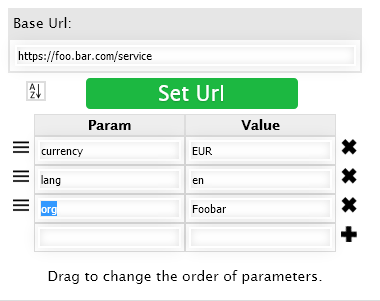 Base Url:
https://foo.bar.com/service
A
Z
Set Url
Param Value
currency EUR
lang en
org Foobar
Drag to change the order of parameters.